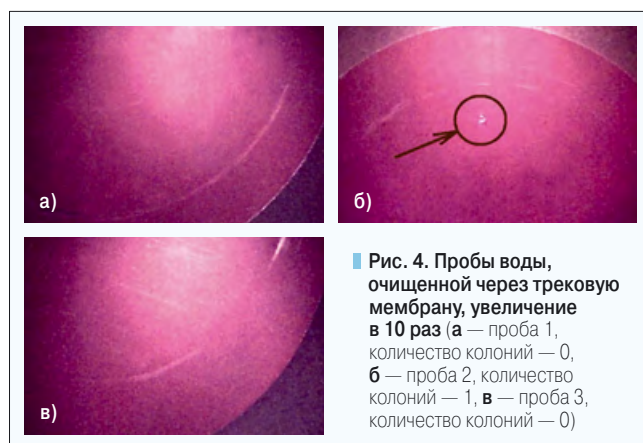 а)
б)
в)
Рис. 4. Пробы воды,
очищенной через трековую
мембрану, увеличение
в 10 раз (а — проба 1,
количество колоний — 0,
б — проба 2, количество
колоний — 1, в — проба 3,
количество колоний — 0)